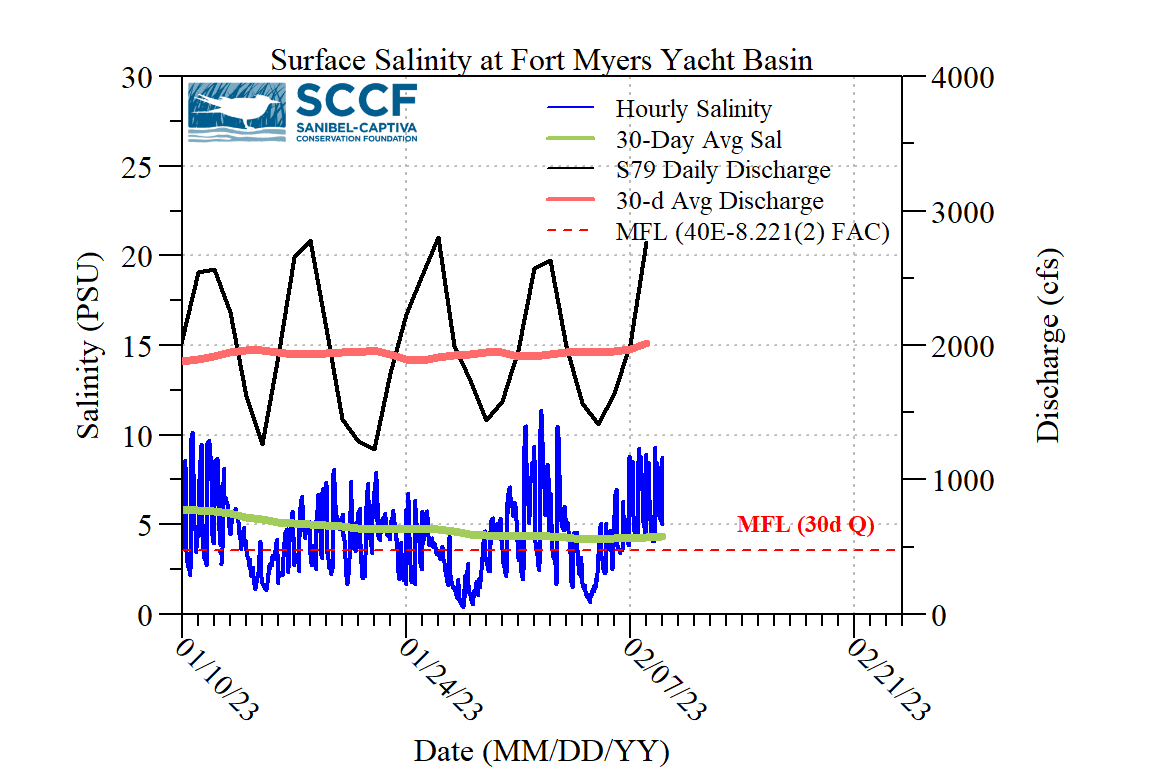 Surface Salinity at Fort Myers Yacht Basin
SCCF
SANIBEL-CAPTIVA
CONSERVATION FOUNDATION
Hourly Salinity
30-Day Avg Sal
S79 Daily Discharge
30-d Avg Discharge
MFL (40E-8.221(2) FAC)
30
25
20
15
10
5
0
Salinity (PSU)
4000
3000
2000
1000
0
Discharge (cfs)
MFL (30d Q)
01/10/23
01/24/23
02/07/23
02/21/23
Date (MM/DD/YY)